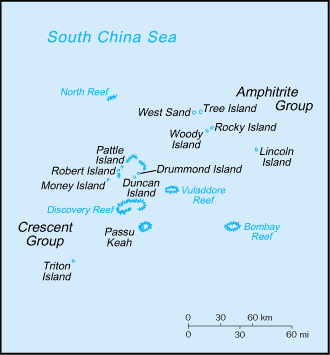 South China Sea
North Reef
Amphitrite
Group
West Sand
Tree Island
Woody
Island
Rocky Island
Lincoln
Island
Pattle
Island
Robert Island
Drummond Island
Money Island
Duncan
Island
Vuladdore
Reef
Discovery Reef
Crescent
Group
Passu
Keah
Bombay
Reef
Triton
Island
0 30 60 km
0 30 60 mi